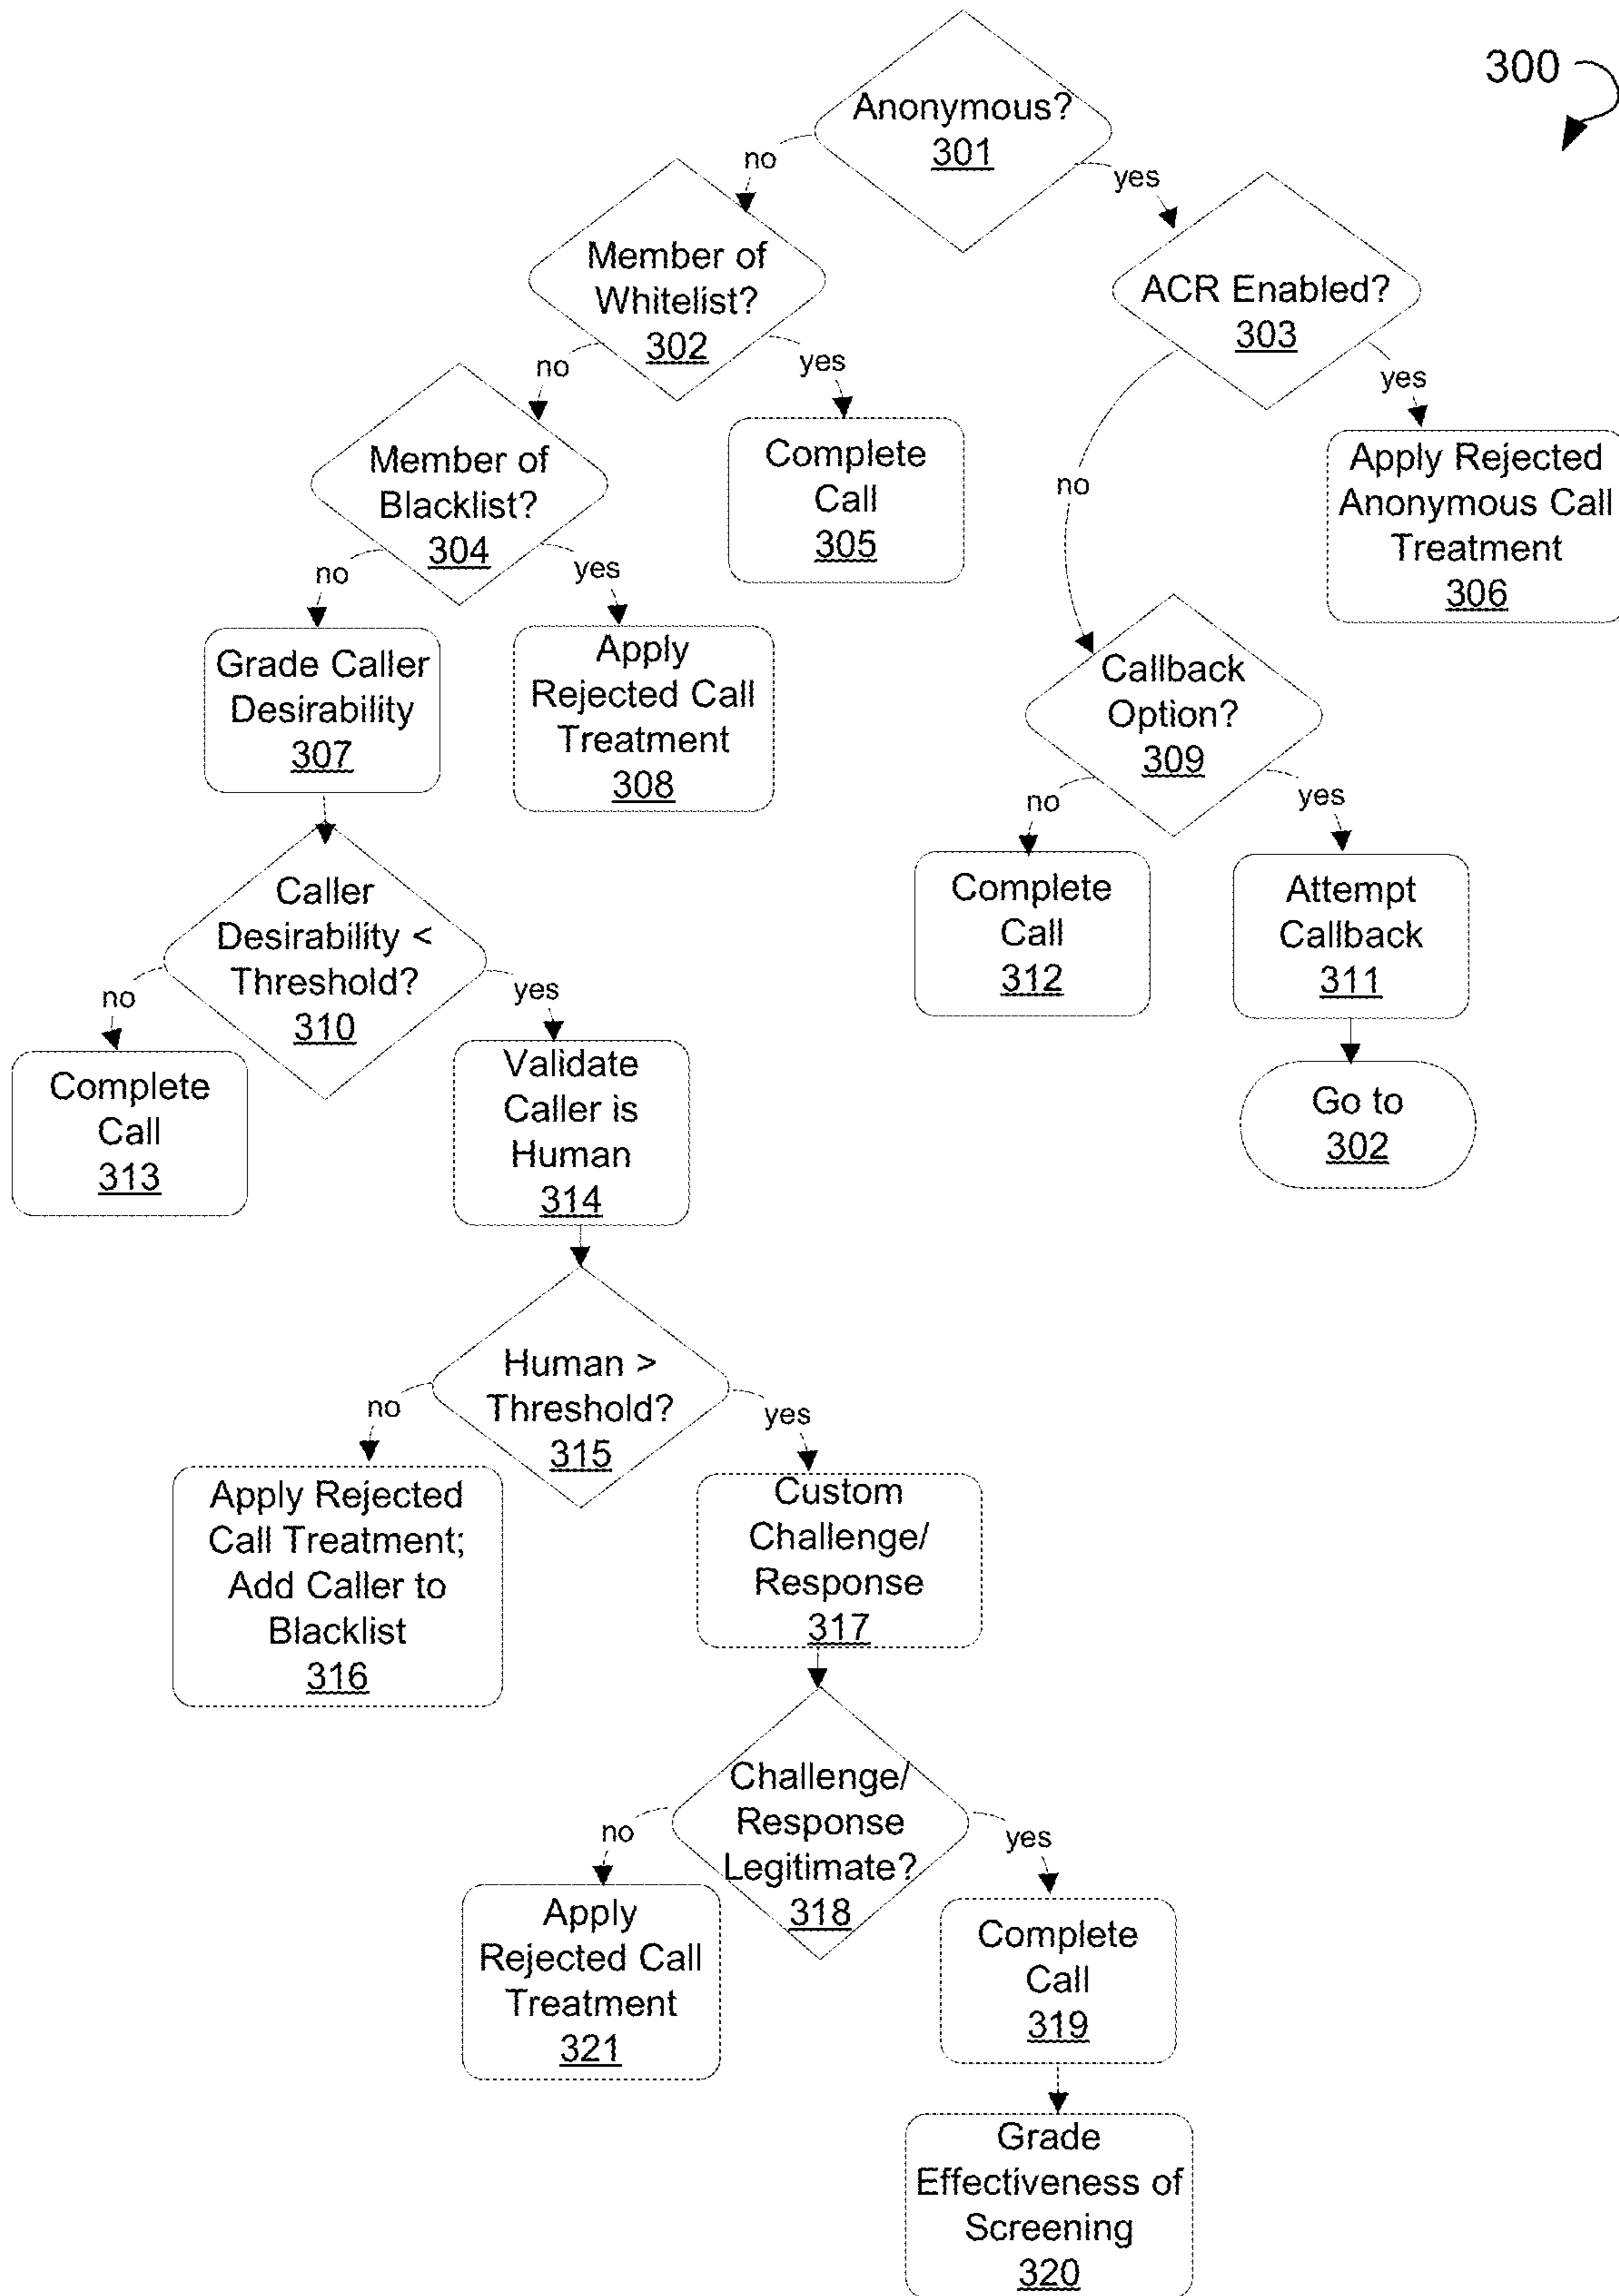 300
Anonymous?
301
no
yes
Member of
Whitelist?
302
ACR Enabled?
303
no
yes
no
yes
Member of
Blacklist?
304
Complete
Call
305
Apply Rejected
Anonymous Call
Treatment
306
no
yes
Grade Caller
Desirability
307
Apply
Rejected Call
Treatment
308
Callback
Option?
309
no
yes
Caller
Desirability <
Threshold?
310
Complete
Call
312
Attempt
Callback
311
no
yes
Complete
Call
313
Validate
Caller is
Human
314
Go to
302
Human >
Threshold?
315
no
yes
Apply Rejected
Call Treatment;
Add Caller to
Blacklist
316
Custom
Challenge/
Response
317
Challenge/
Response
Legitimate?
318
no
yes
Apply
Rejected Call
Treatment
321
Complete
Call
319
Grade
Effectiveness of
Screening
320